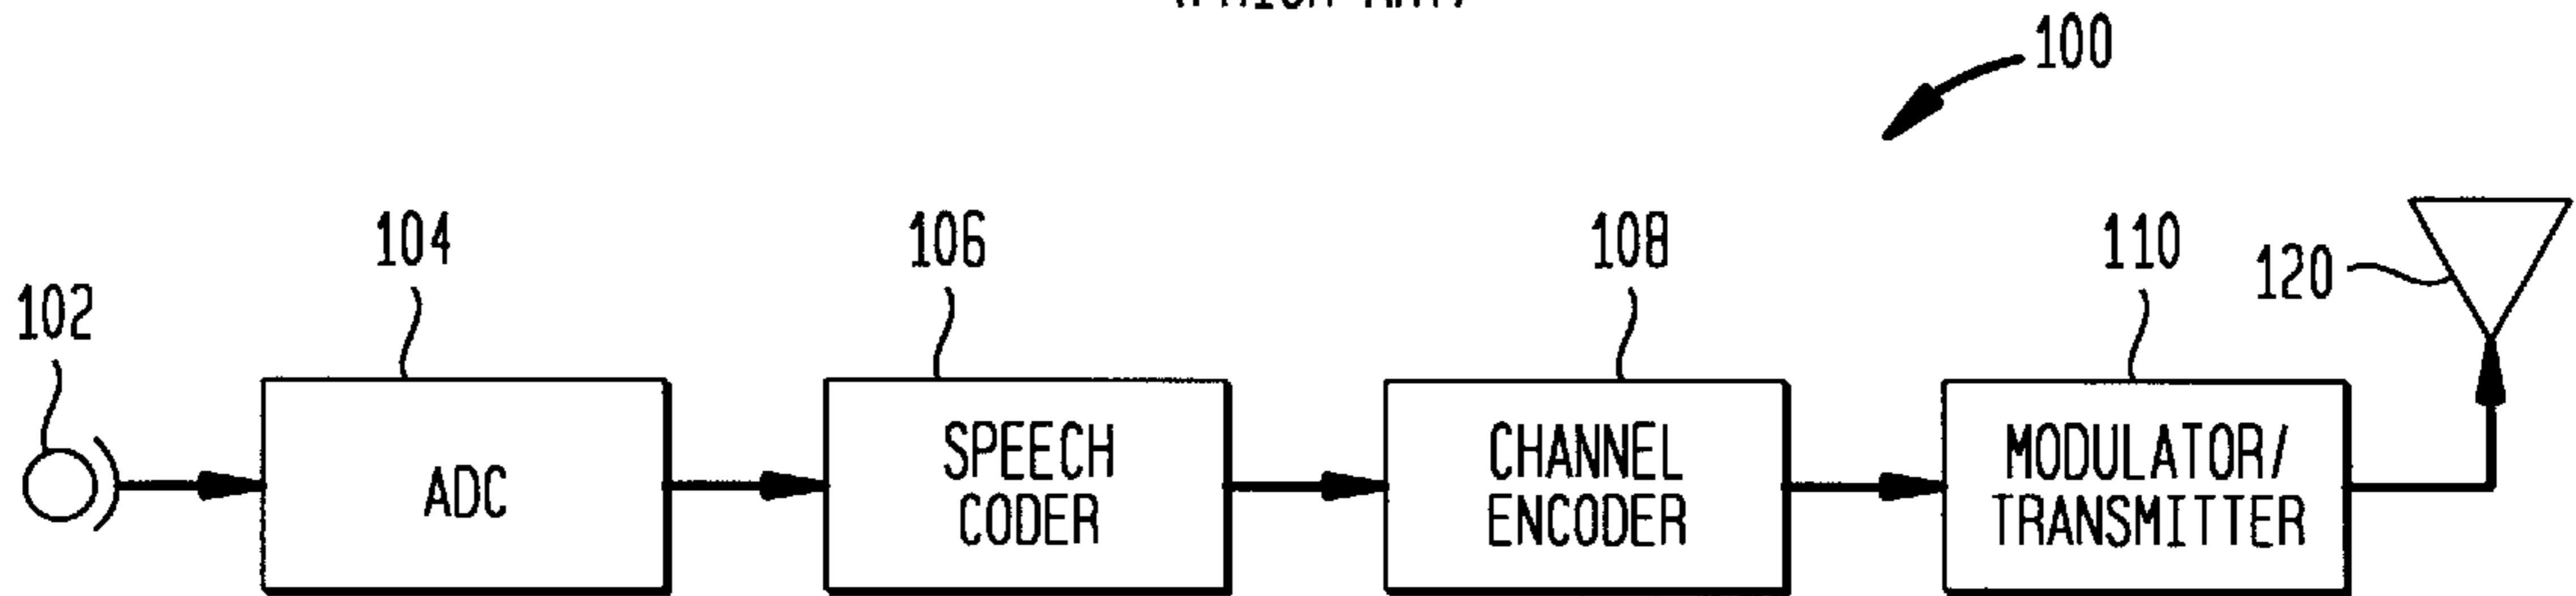 100
104
106
108
110
120
102
ADC
SPEECH
CODER
CHANNEL
ENCODER
MODULATOR/
TRANSMITTER